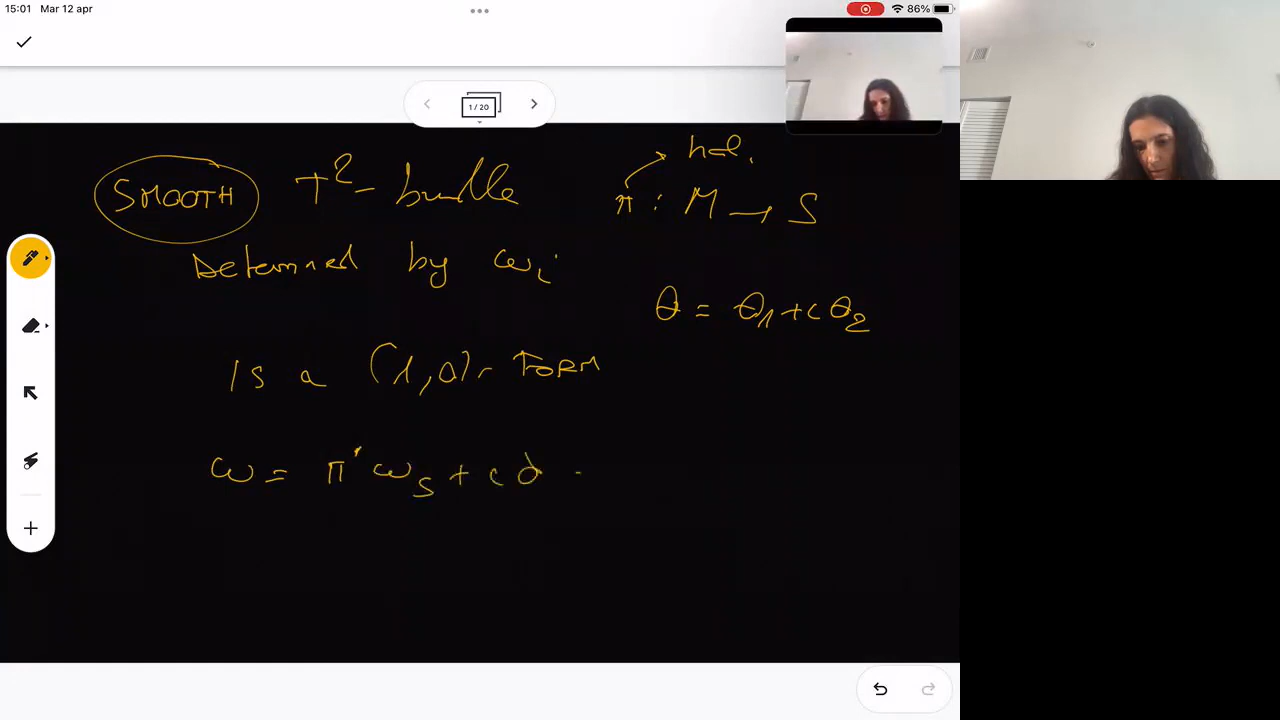 15:01 Mar 12 apr
86%
1 / 20
SMOOTH T²- bundle π : M → S
hol.
Determined by ωᵢ
θ = θ₁ + i θ₂
is a (1,0)- FORM
ω = π* ω_S + i θ -